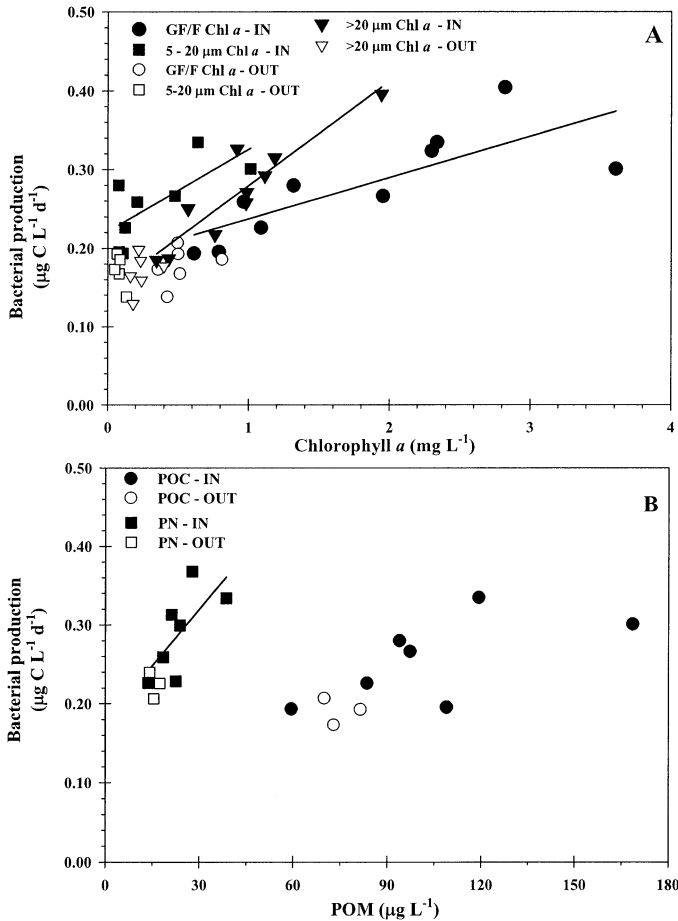 A
GF/F Chl a - IN
5 - 20 μm Chl a - IN
GF/F Chl a - OUT
5-20 μm Chl a - OUT
>20 μm Chl a - IN
>20 μm Chl a - OUT
0.50
0.40
0.30
0.20
0.10
0.00
Bacterial production
(μg C L⁻¹ d⁻¹)
0
1
2
3
4
Chlorophyll a (mg L⁻¹)
B
POC - IN
POC - OUT
PN - IN
PN - OUT
0.50
0.40
0.30
0.20
0.10
0.00
Bacterial production
(μg C L⁻¹ d⁻¹)
0
30
60
90
120
150
180
POM (μg L⁻¹)